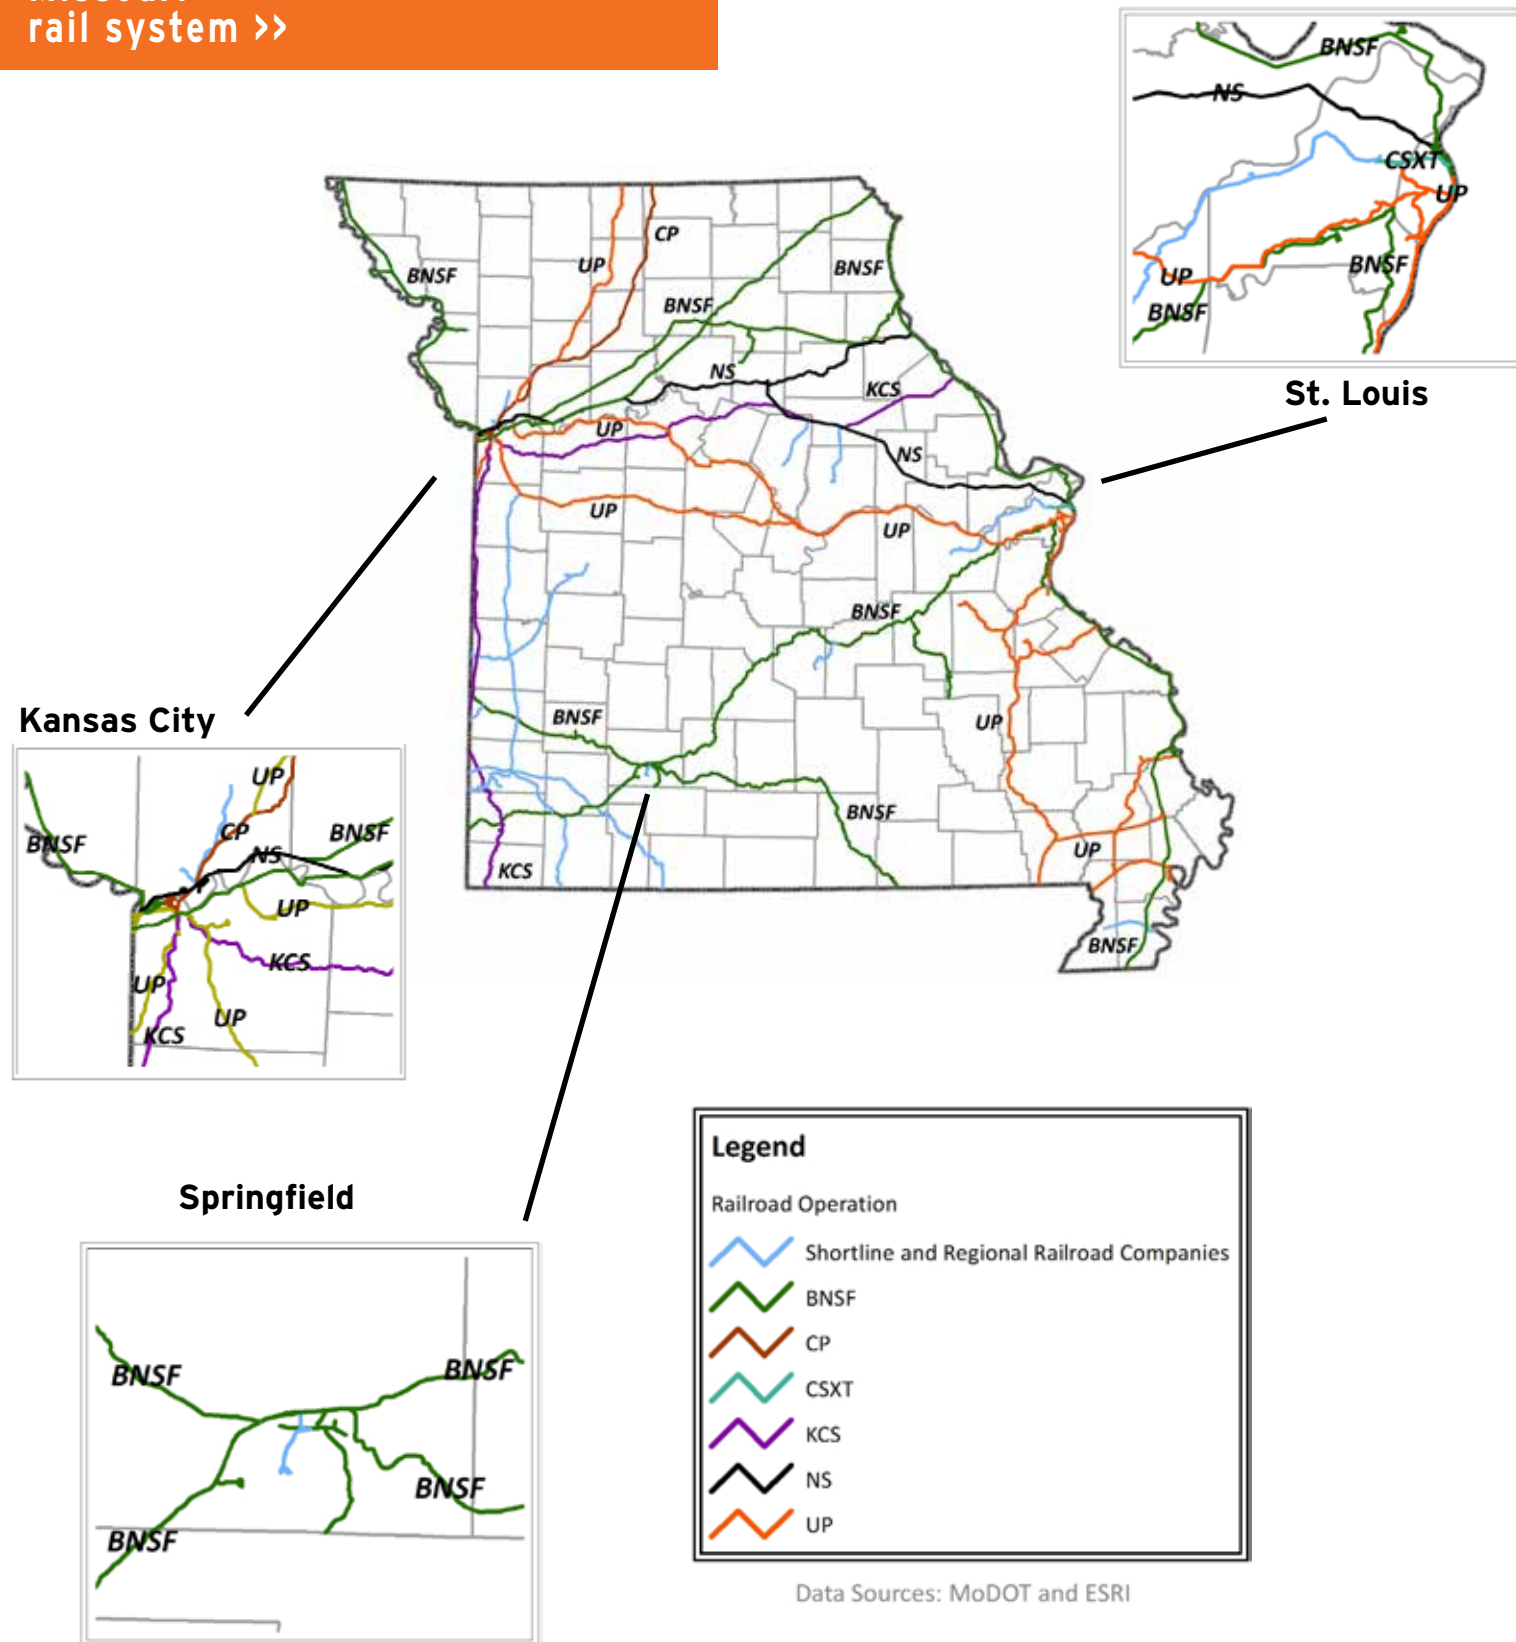 rail system >>
BNSF
NS
CSXT
UP
UP
BNSF
BNSF
St. Louis
CP
UP
BNSF
BNSF
BNSF
NS
KCS
UP
NS
UP
UP
BNSF
BNSF
UP
BNSF
UP
KCS
BNSF
Kansas City
UP
BNSF
CP
BNSF
NS
UP
KCS
UP
UP
KCS
Springfield
BNSF
BNSF
BNSF
BNSF
Legend
Railroad Operation
Shortline and Regional Railroad Companies
BNSF
CP
CSXT
KCS
NS
UP
Data Sources: MoDOT and ESRI